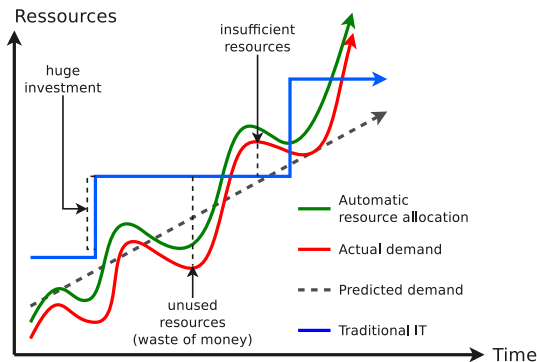 Ressources
insufficient
resources
huge
investment
Automatic
resource allocation
Actual demand
Predicted demand
Traditional IT
unused
resources
(waste of money)
Time